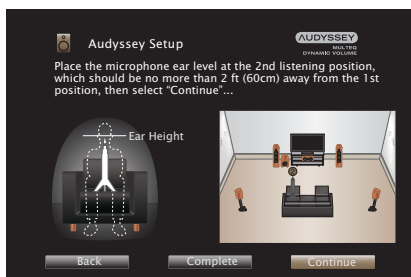 Audyssey Setup
AUDYSSEY
MULTEQ
DYNAMIC VOLUME
Place the microphone ear level at the 2nd listening position,
which should be no more than 2 ft (60cm) away from the 1st
position, then select “Continue”...
Ear Height
2
Back Complete Continue